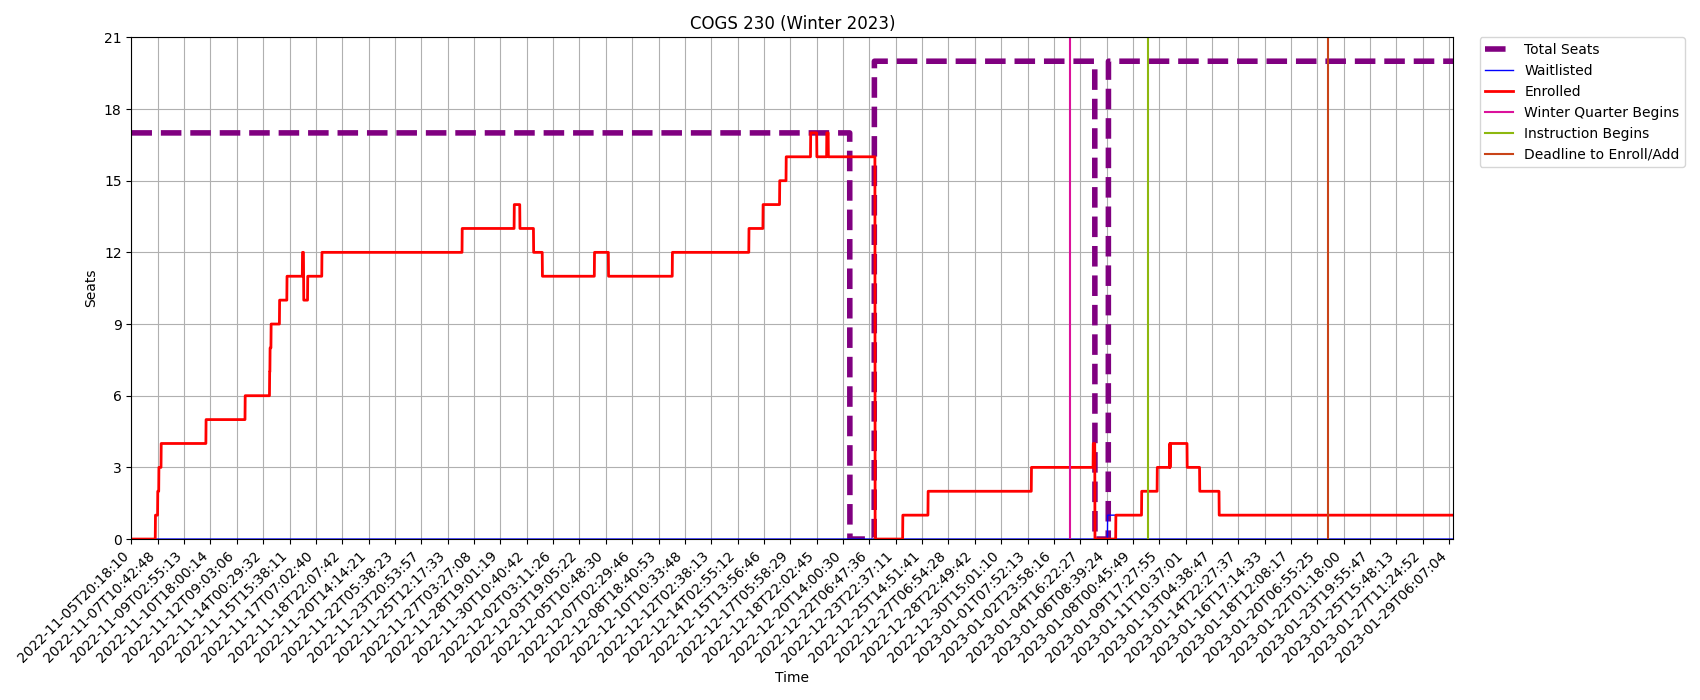 COGS 230 (Winter 2023)
21
18
15
12
9
6
3
0
Seats
2022-11-05T20:18:10
2022-11-07T10:42:48
2022-11-09T02:55:13
2022-11-10T18:00:14
2022-11-12T09:03:06
2022-11-14T00:29:32
2022-11-15T15:38:11
2022-11-17T07:02:40
2022-11-18T22:07:42
2022-11-20T14:14:21
2022-11-22T05:38:23
2022-11-23T20:53:57
2022-11-25T12:17:33
2022-11-27T03:27:08
2022-11-28T19:01:19
2022-11-30T10:40:42
2022-12-02T03:11:26
2022-12-03T19:05:22
2022-12-05T10:48:30
2022-12-07T02:29:46
2022-12-08T18:40:53
2022-12-10T10:33:48
2022-12-12T02:38:13
2022-12-14T02:55:12
2022-12-15T13:56:46
2022-12-17T05:58:29
2022-12-18T22:02:45
2022-12-20T14:00:30
2022-12-22T06:47:36
2022-12-23T22:37:11
2022-12-25T14:51:41
2022-12-27T06:54:28
2022-12-28T22:49:42
2022-12-30T15:01:10
2023-01-01T07:52:13
2023-01-02T23:58:16
2023-01-04T16:22:27
2023-01-06T08:39:24
2023-01-08T00:45:49
2023-01-09T17:27:55
2023-01-11T10:37:01
2023-01-13T04:38:47
2023-01-14T22:27:37
2023-01-16T17:14:33
2023-01-18T12:08:17
2023-01-20T06:55:25
2023-01-22T01:18:00
2023-01-23T19:55:47
2023-01-25T15:48:13
2023-01-27T11:24:52
2023-01-29T06:07:04
Time
Total Seats
Waitlisted
Enrolled
Winter Quarter Begins
Instruction Begins
Deadline to Enroll/Add